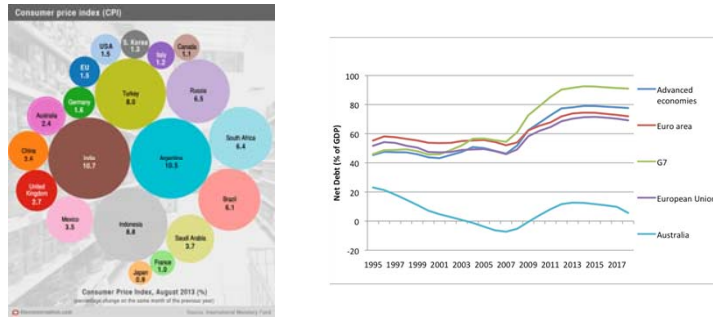 Consumer price index (CPI)
USA
1.5
S. Korea
1.3
Italy
1.2
Canada
1.1
EU
1.5
Germany
1.6
Turkey
8.0
Russia
6.5
Australia
2.4
South Africa
6.4
China
2.6
India
10.7
Argentina
10.5
United
Kingdom
2.7
Brazil
6.1
Mexico
3.5
Indonesia
8.8
Saudi Arabia
3.7
Japan
0.9
France
1.0
Consumer Price Index, August 2013 (%)
(percentage change on the same month of the previous year)
Source: International Monetary Fund
Net Debt (% of GDP)
100
80
60
40
20
0
-20
1995 1997 1999 2001 2003 2005 2007 2009 2011 2013 2015 2017
Advanced
economies
Euro area
G7
European Union
Australia